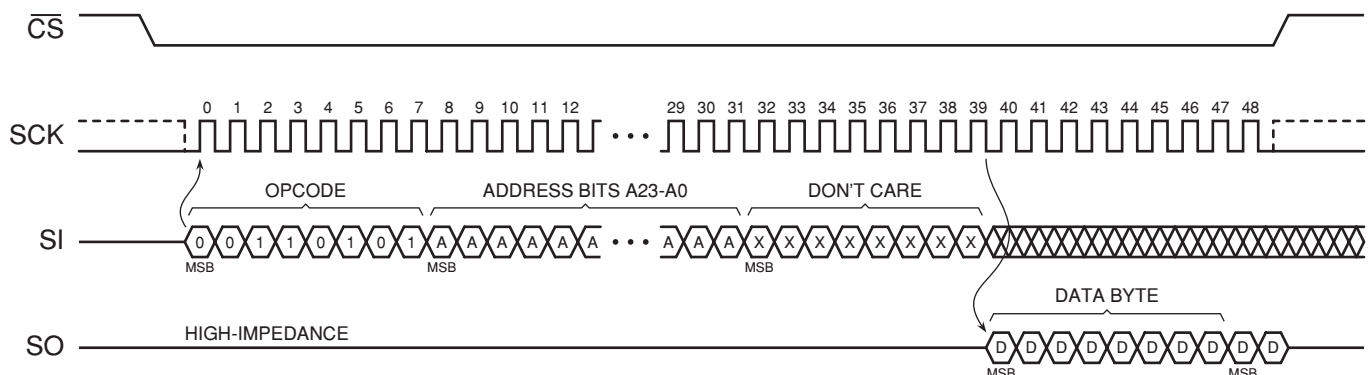 CS
0 1 2 3 4 5 6 7 8 9 10 11 12 29 30 31 32 33 34 35 36 37 38 39 40 41 42 43 44 45 46 47 48
SCK
OPCODE ADDRESS BITS A23-A0 DON'T CARE
SI 0 0 1 1 0 1 0 1 A A A A A A A A A X X X X X X X X
MSB MSB MSB
DATA BYTE
HIGH-IMPEDANCE
SO D D D D D D D D D D
MSB MSB